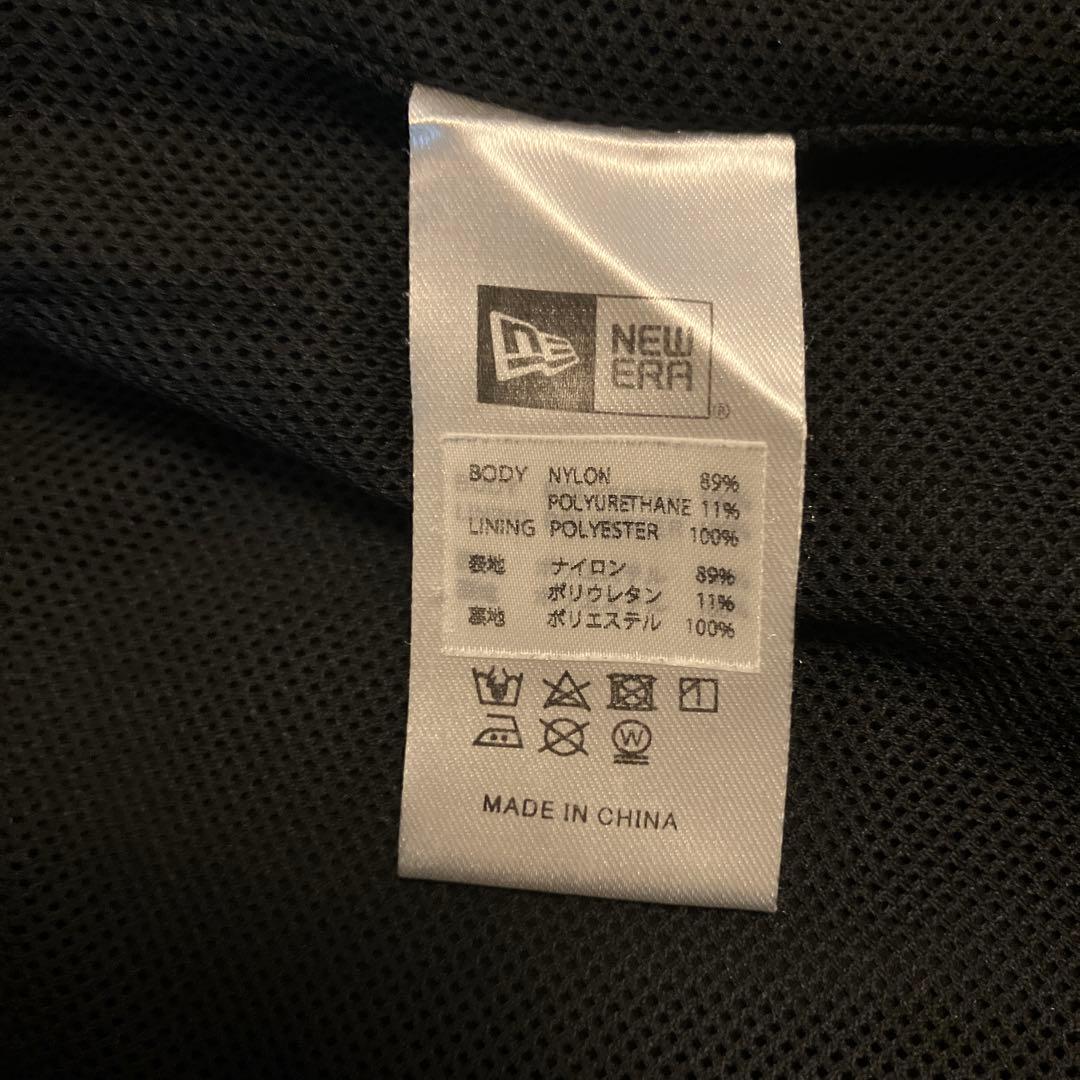 NEW
ERA
®
BODY NYLON 89%
POLYURETHANE 11%
LINING POLYESTER 100%
表地 ナイロン 89%
ポリウレタン 11%
裏地 ポリエステル 100%
W
MADE IN CHINA